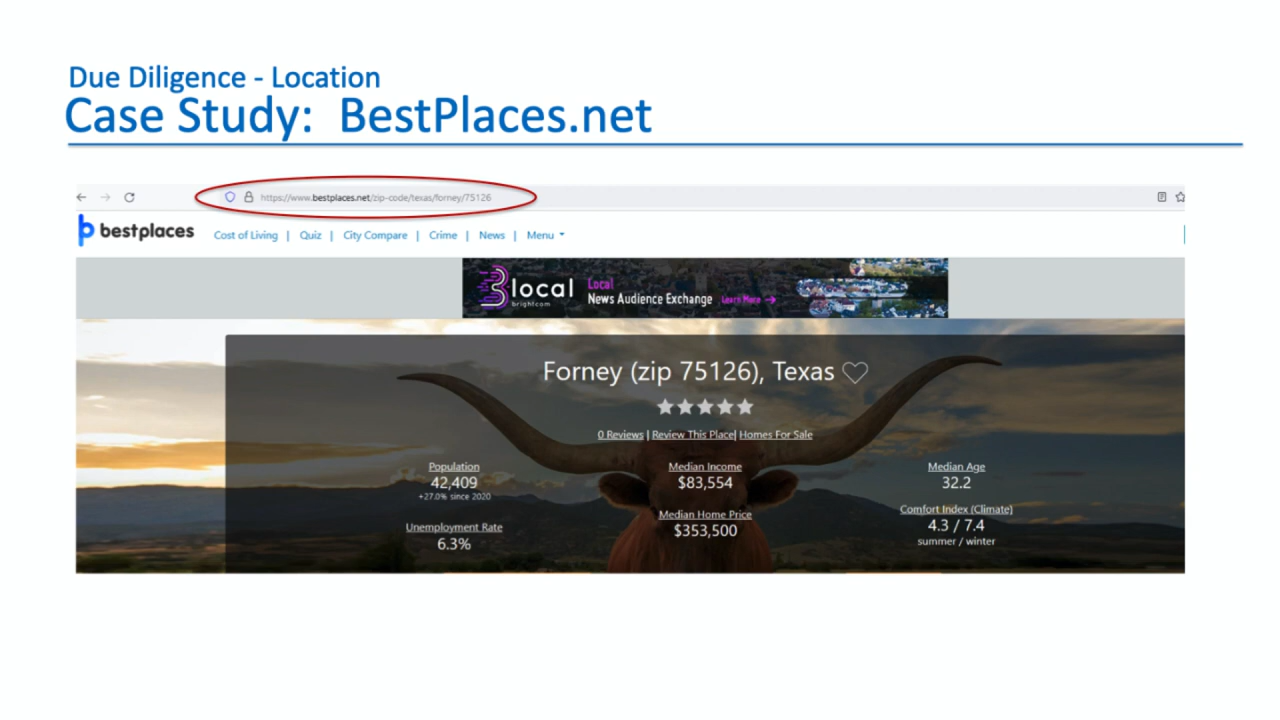 Due Diligence - Location
Case Study: BestPlaces.net
https://www.bestplaces.net/zip-code/texas/forney/75126
bestplaces Cost of Living | Quiz | City Compare | Crime | News | Menu
local
brightcom
Local
News Audience Exchange Learn More →
Forney (zip 75126), Texas
0 Reviews | Review This Place| Homes For Sale
Population Median Income Median Age
42,409 $83,554 32.2
+27.0% since 2020
Median Home Price Comfort Index (Climate)
Unemployment Rate $353,500 4.3 / 7.4
6.3% summer / winter